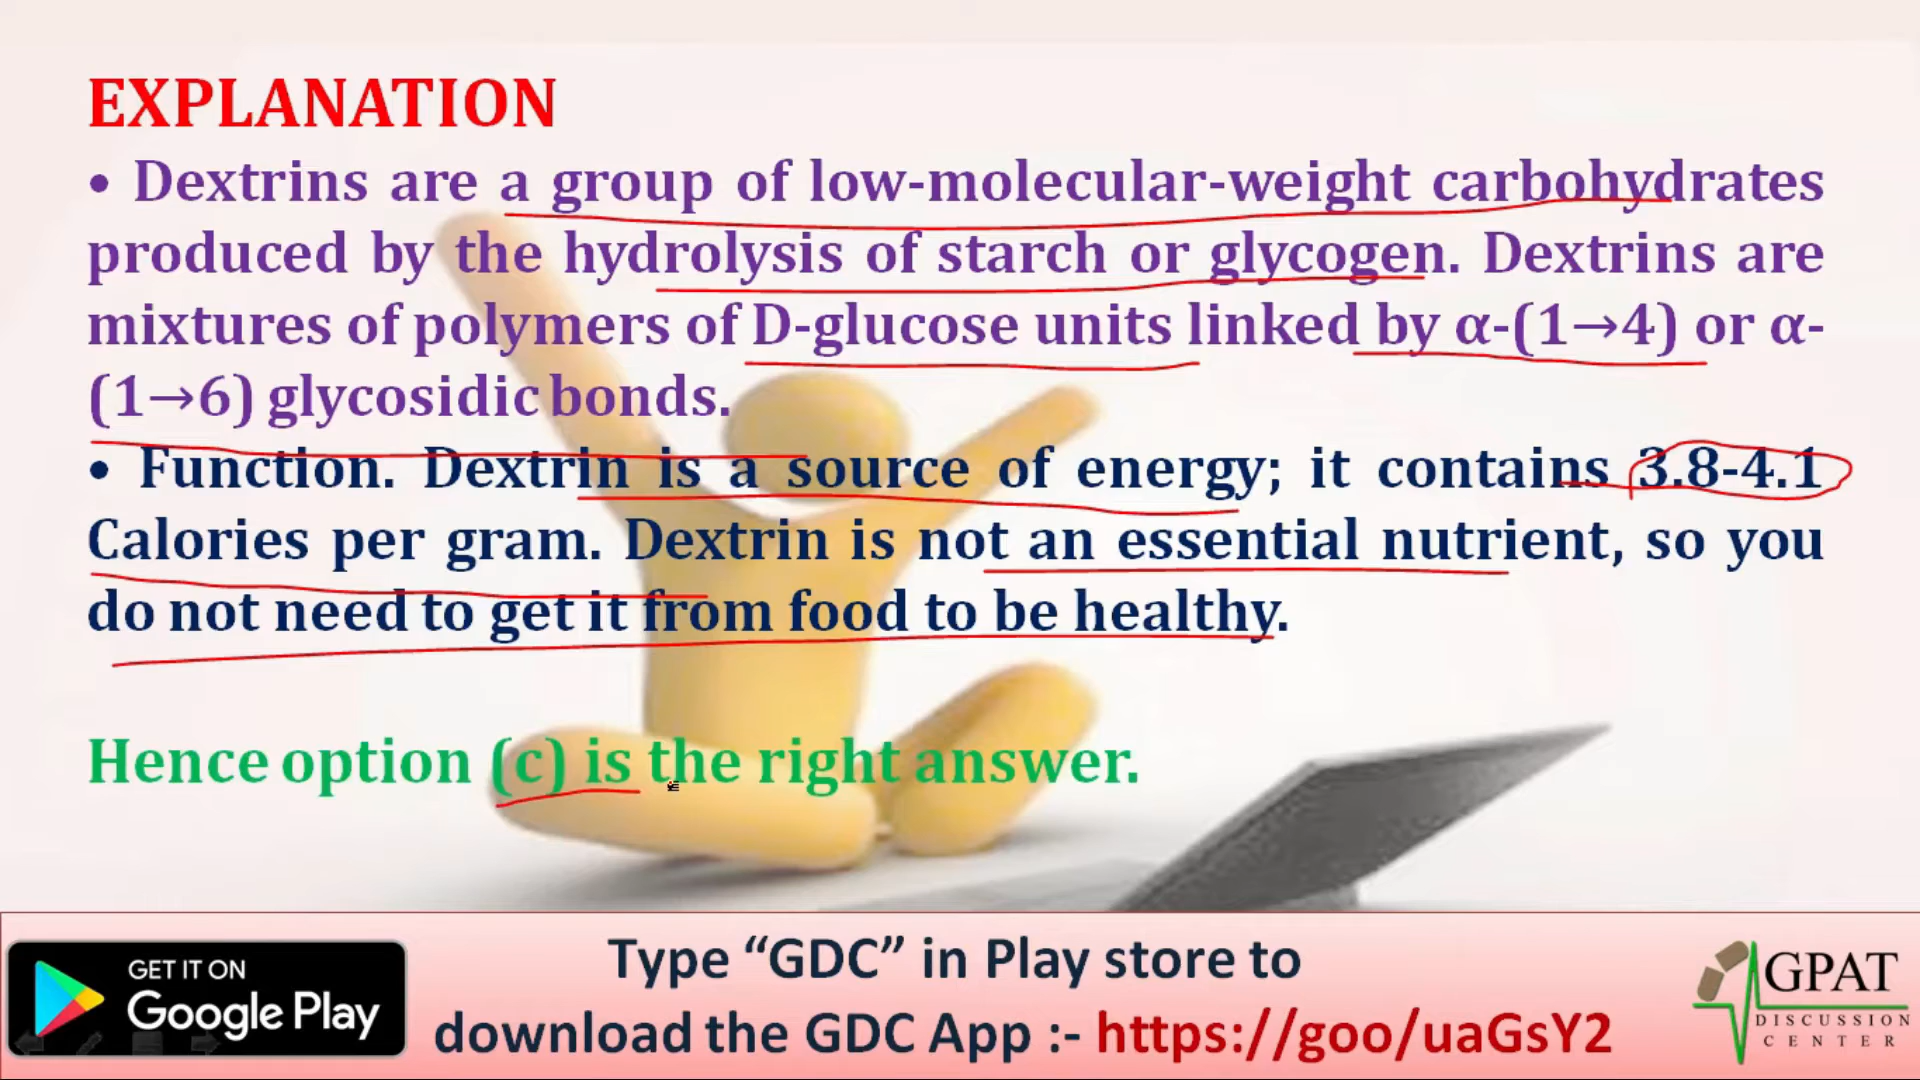 EXPLANATION
• Dextrins are a group of low-molecular-weight carbohydrates
produced by the hydrolysis of starch or glycogen. Dextrins are
mixtures of polymers of D-glucose units linked by α-(1→4) or α-
(1→6) glycosidic bonds.
• Function. Dextrin is a source of energy; it contains 3.8-4.1
Calories per gram. Dextrin is not an essential nutrient, so you
do not need to get it from food to be healthy.
Hence option (c) is the right answer.
GET IT ON
Google Play
Type “GDC” in Play store to
download the GDC App :- https://goo/uaGsY2
GPAT
DISCUSSION
CENTER